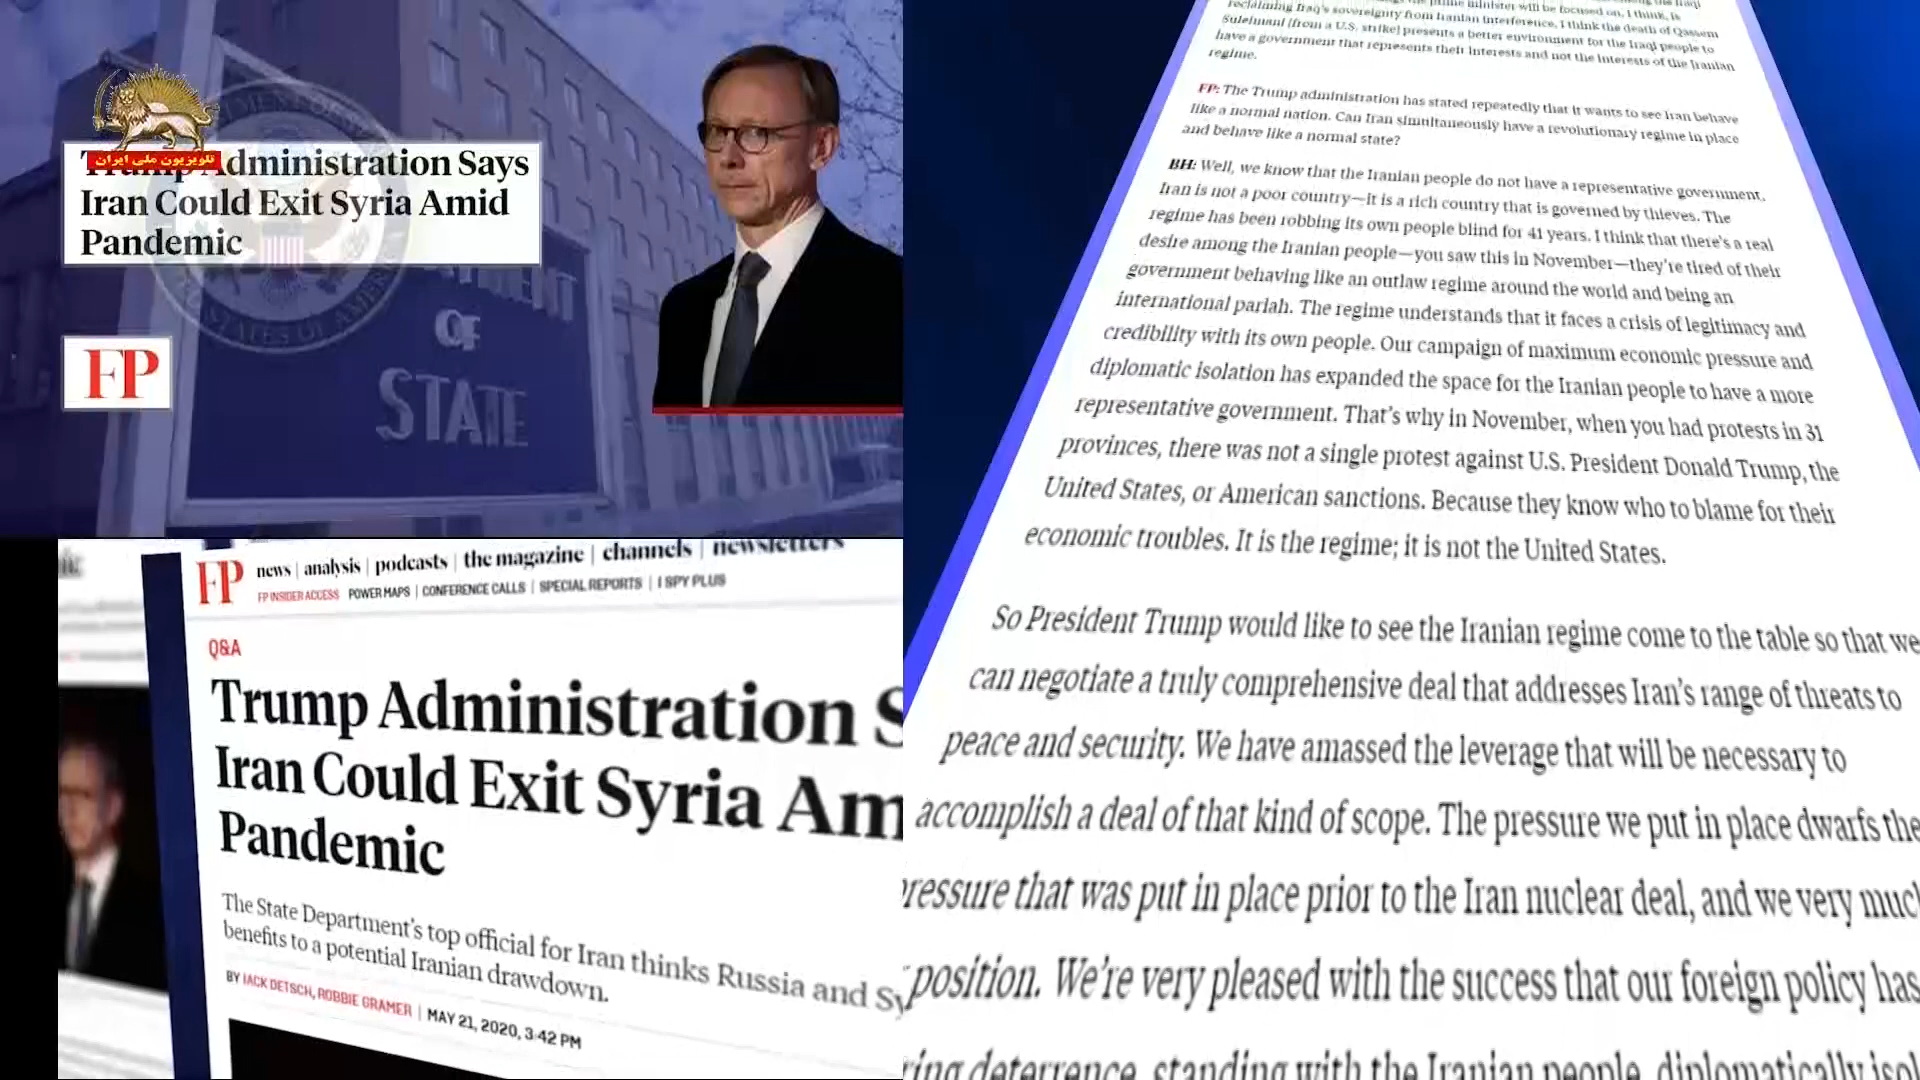 تلویزیون ملی ایران
Trump Administration Says
Iran Could Exit Syria Amid
Pandemic
FP
OF
STATE
FP
news | analysis | podcasts | the magazine | channels | newsletters
FP INSIDER ACCESS POWER MAPS | CONFERENCE CALLS | SPECIAL REPORTS | I SPY PLUS
Q&A
Trump Administration S
Iran Could Exit Syria Am
Pandemic
The State Department's top official for Iran thinks Russia and Sy
benefits to a potential Iranian drawdown.
BY JACK DETSCH, ROBBIE GRAMER | MAY 21, 2020, 3:42 PM
prime minister will be focused on, I think, is
reclaiming Iraq's sovereignty from Iranian interference. I think the death of Qassem
Suleimani [from a U.S. strike] presents a better environment for the Iraqi people to
have a government that represents their interests and not the interests of the Iranian
regime.
FP: The Trump administration has stated repeatedly that it wants to see Iran behave
like a normal nation. Can Iran simultaneously have a revolutionary regime in place
and behave like a normal state?
BH: Well, we know that the Iranian people do not have a representative government.
Iran is not a poor country—it is a rich country that is governed by thieves. The
regime has been robbing its own people blind for 41 years. I think that there's a real
desire among the Iranian people—you saw this in November—they're tired of their
government behaving like an outlaw regime around the world and being an
international pariah. The regime understands that it faces a crisis of legitimacy and
credibility with its own people. Our campaign of maximum economic pressure and
diplomatic isolation has expanded the space for the Iranian people to have a more
representative government. That's why in November, when you had protests in 31
provinces, there was not a single protest against U.S. President Donald Trump, the
United States, or American sanctions. Because they know who to blame for their
economic troubles. It is the regime; it is not the United States.
So President Trump would like to see the Iranian regime come to the table so that we
can negotiate a truly comprehensive deal that addresses Iran's range of threats to
peace and security. We have amassed the leverage that will be necessary to
accomplish a deal of that kind of scope. The pressure we put in place dwarfs the
ressure that was put in place prior to the Iran nuclear deal, and we very much
position. We're very pleased with the success that our foreign policy has
ring deterrence, standing with the Iranian people, diplomatically isol